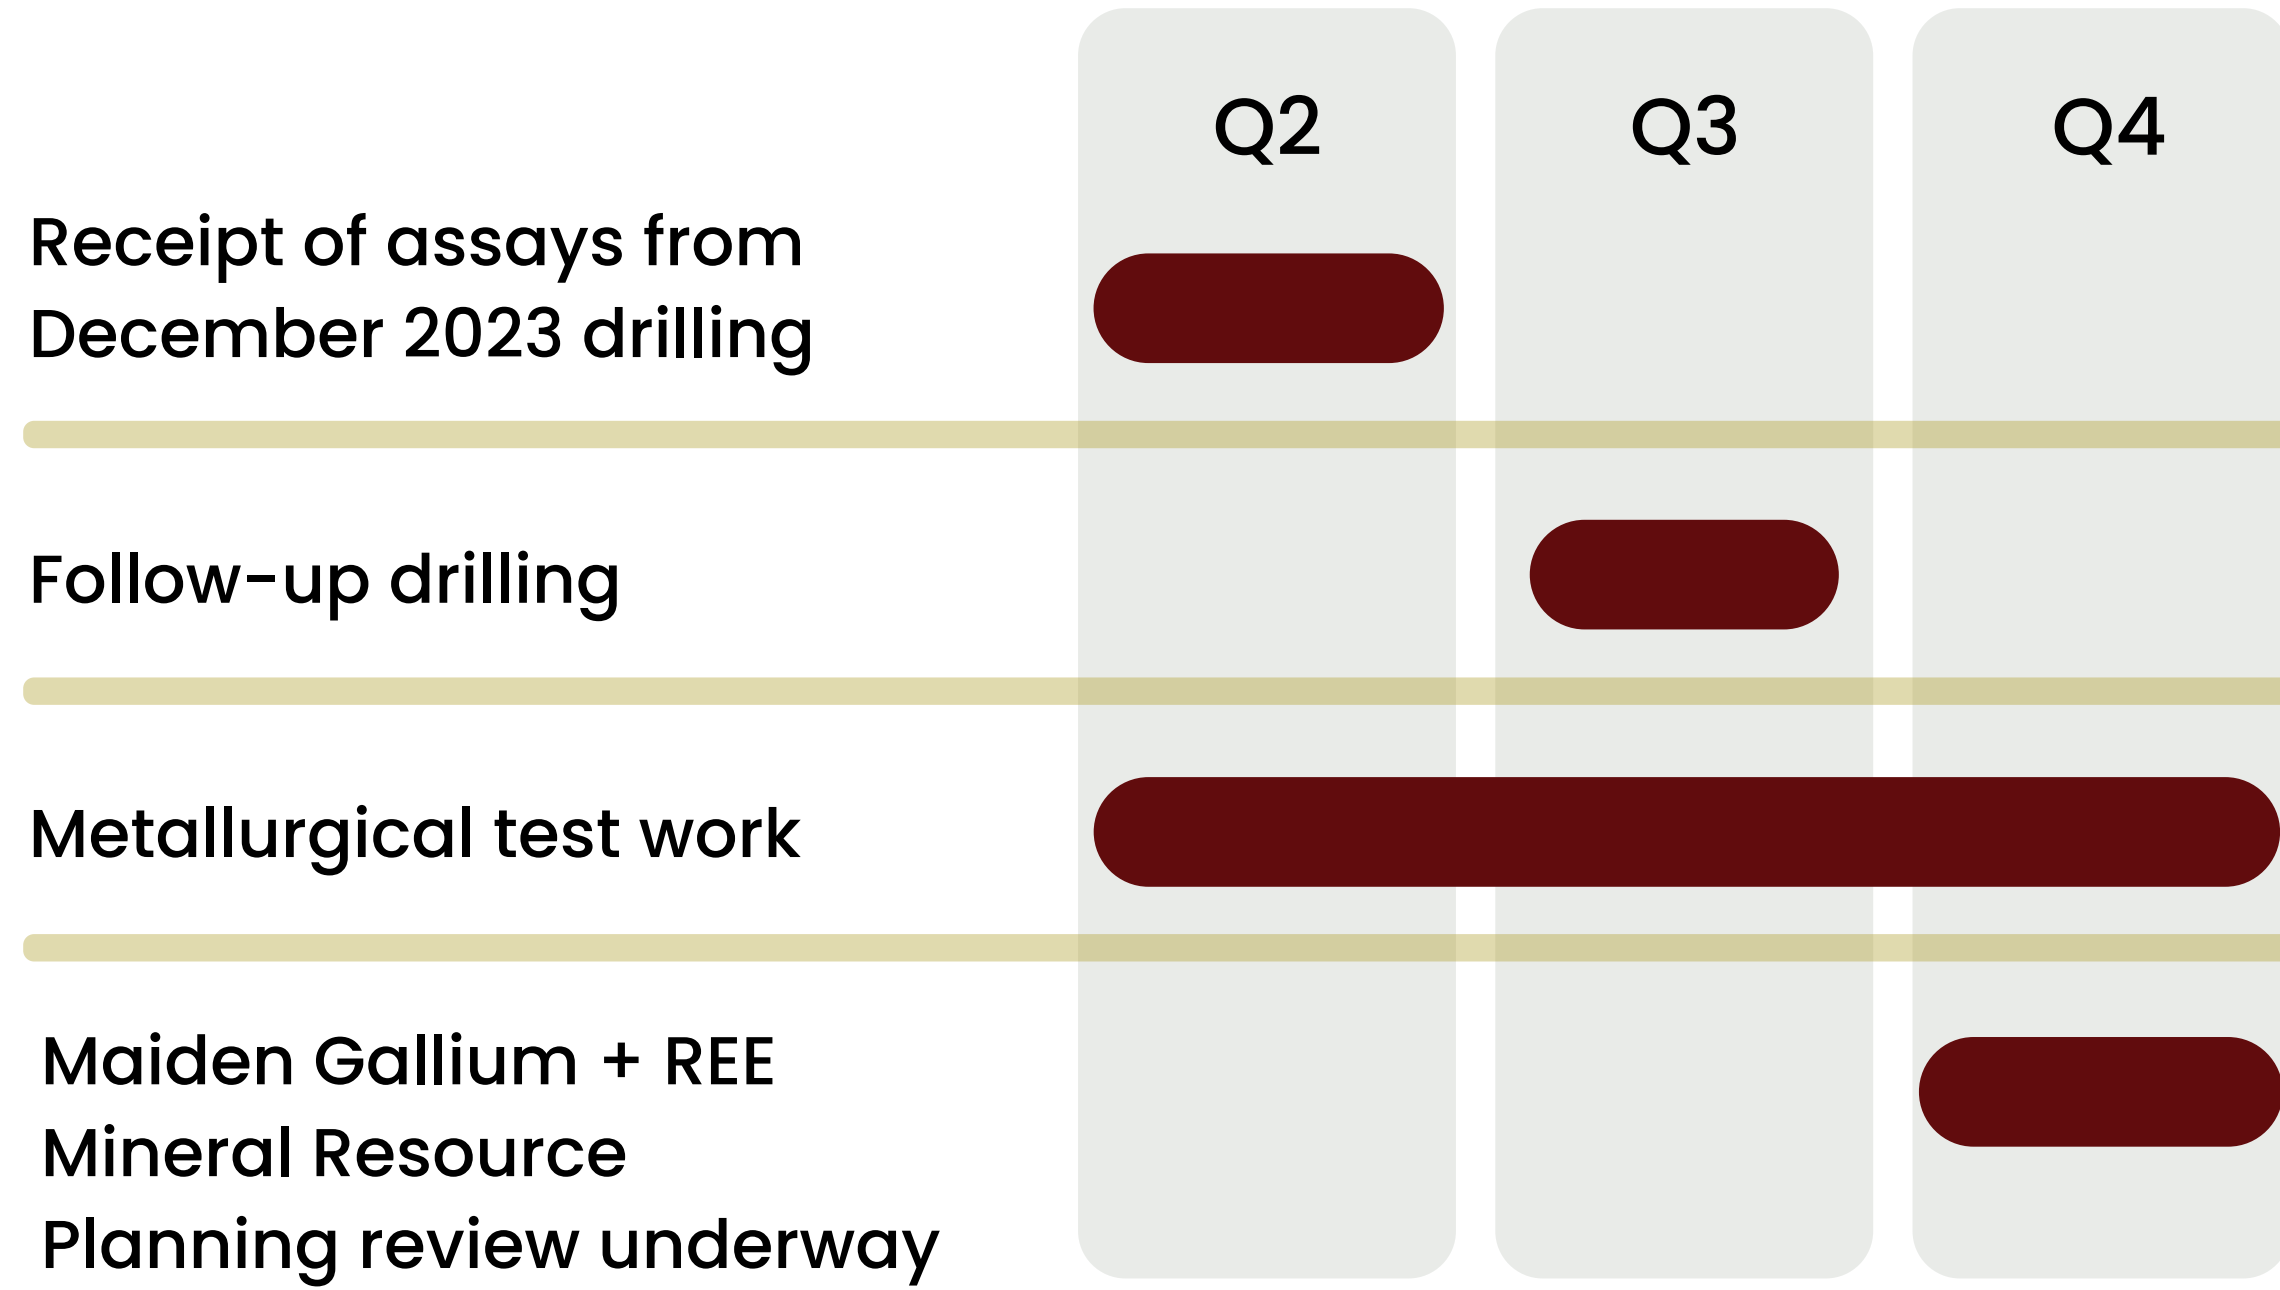 Q2 Q3 Q4
Receipt of assays from
December 2023 drilling
Follow-up drilling
Metallurgical test work
Maiden Gallium + REE
Mineral Resource
Planning review underway